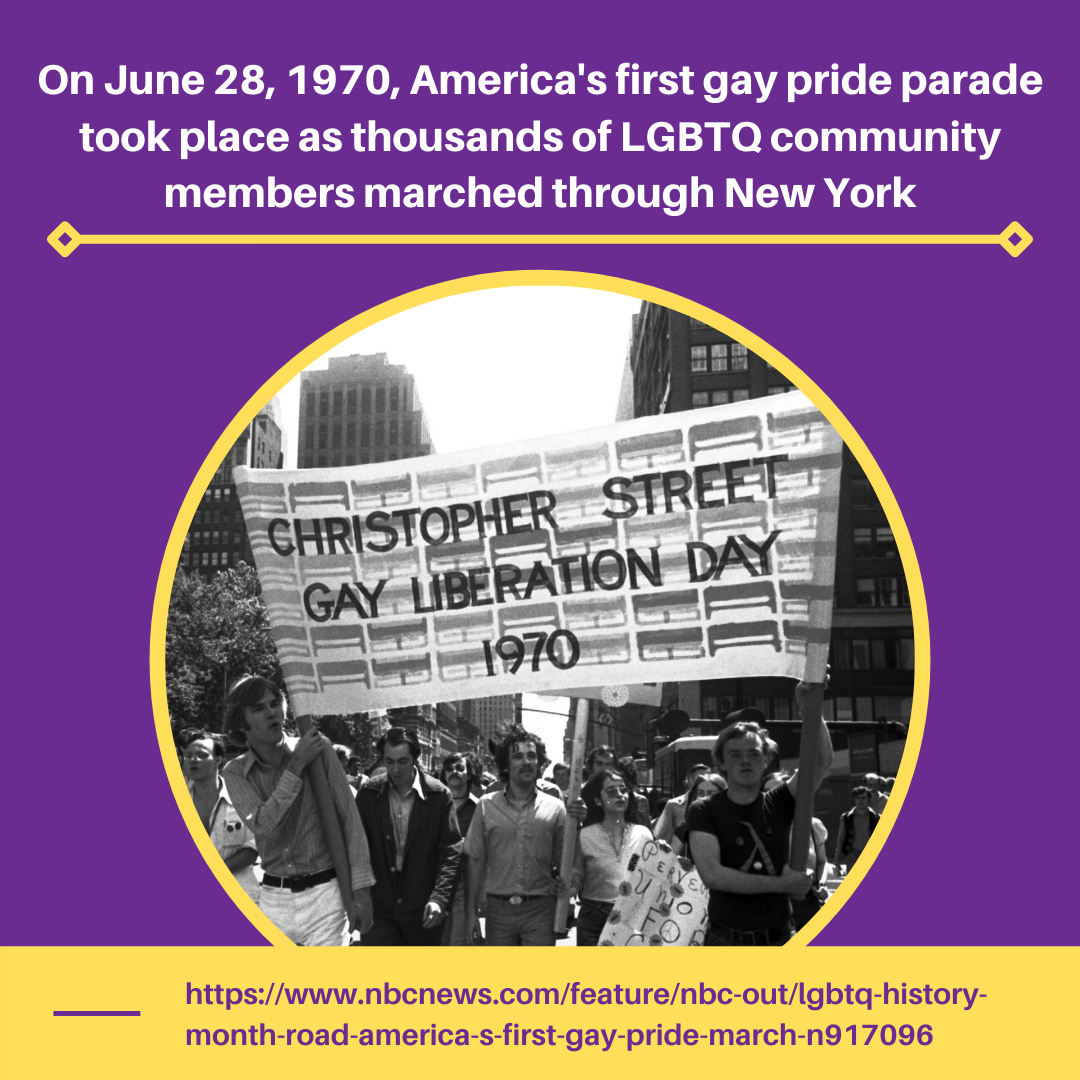 On June 28, 1970, America's first gay pride parade
took place as thousands of LGBTQ community
members marched through New York
CHRISTOPHER STREET
GAY LIBERATION DAY
1970
UNION
FOR
https://www.nbcnews.com/feature/nbc-out/lgbtq-history-
month-road-america-s-first-gay-pride-march-n917096